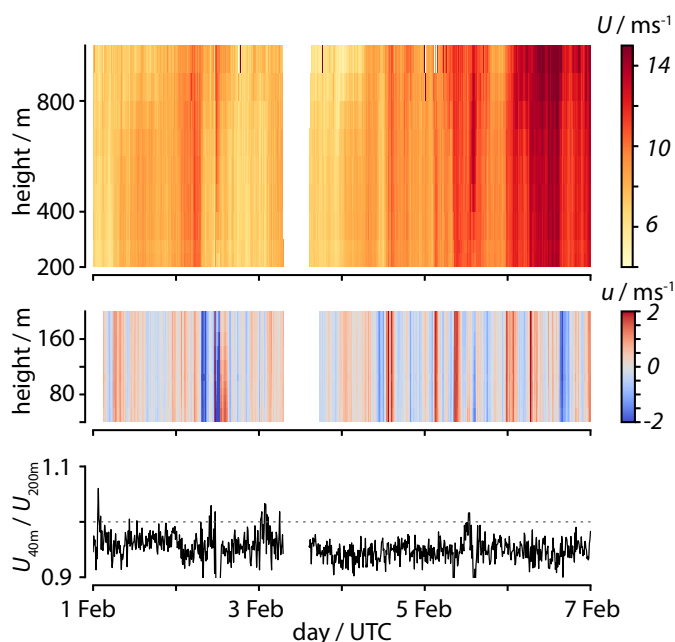 U / ms-1
height / m
800
400
200
14
10
6
u / ms-1
height / m
160
80
2
0
-2
U40m / U200m
1.1
0.9
1 Feb
3 Feb
5 Feb
7 Feb
day / UTC